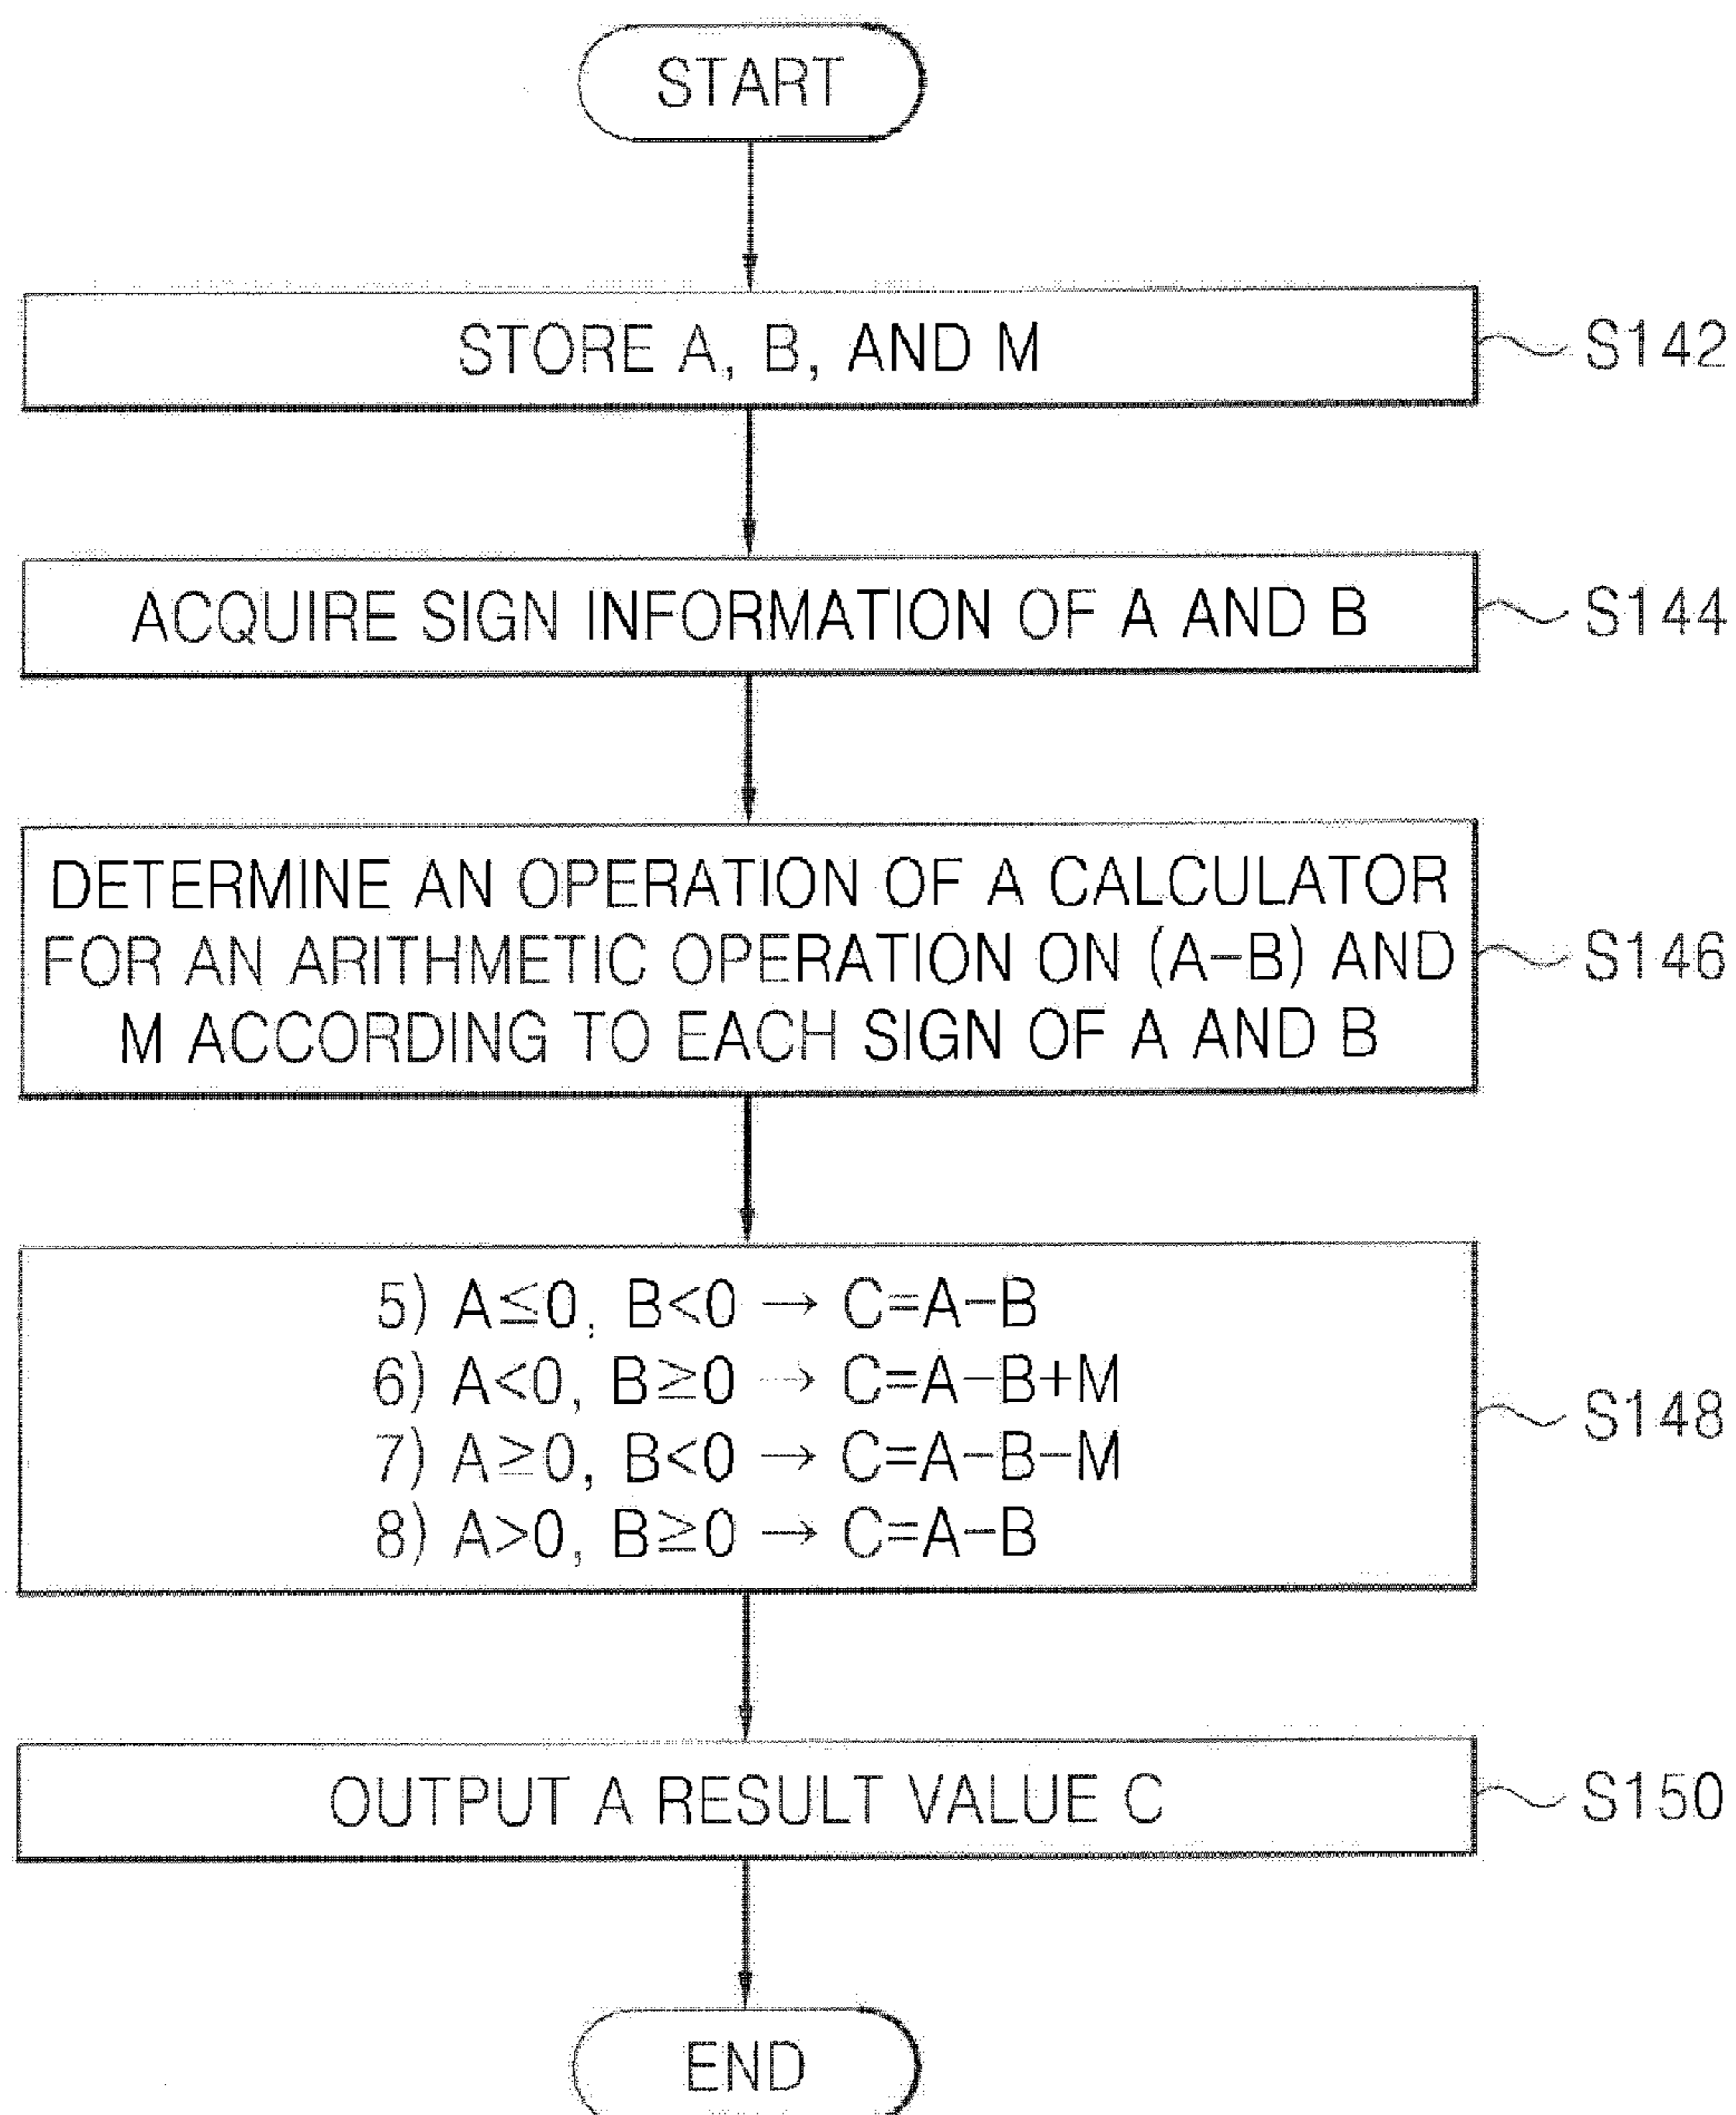 START
STORE A, B, AND M
S142
ACQUIRE SIGN INFORMATION OF A AND B
S144
DETERMINE AN OPERATION OF A CALCULATOR
FOR AN ARITHMETIC OPERATION ON (A-B) AND
M ACCORDING TO EACH SIGN OF A AND B
S146
5) A≦0, B<0 → C=A-B
6) A<0, B≧0 → C=A-B+M
7) A≧0, B<0 → C=A-B-M
8) A>0, B≧0 → C=A-B
S148
OUTPUT A RESULT VALUE C
S150
END